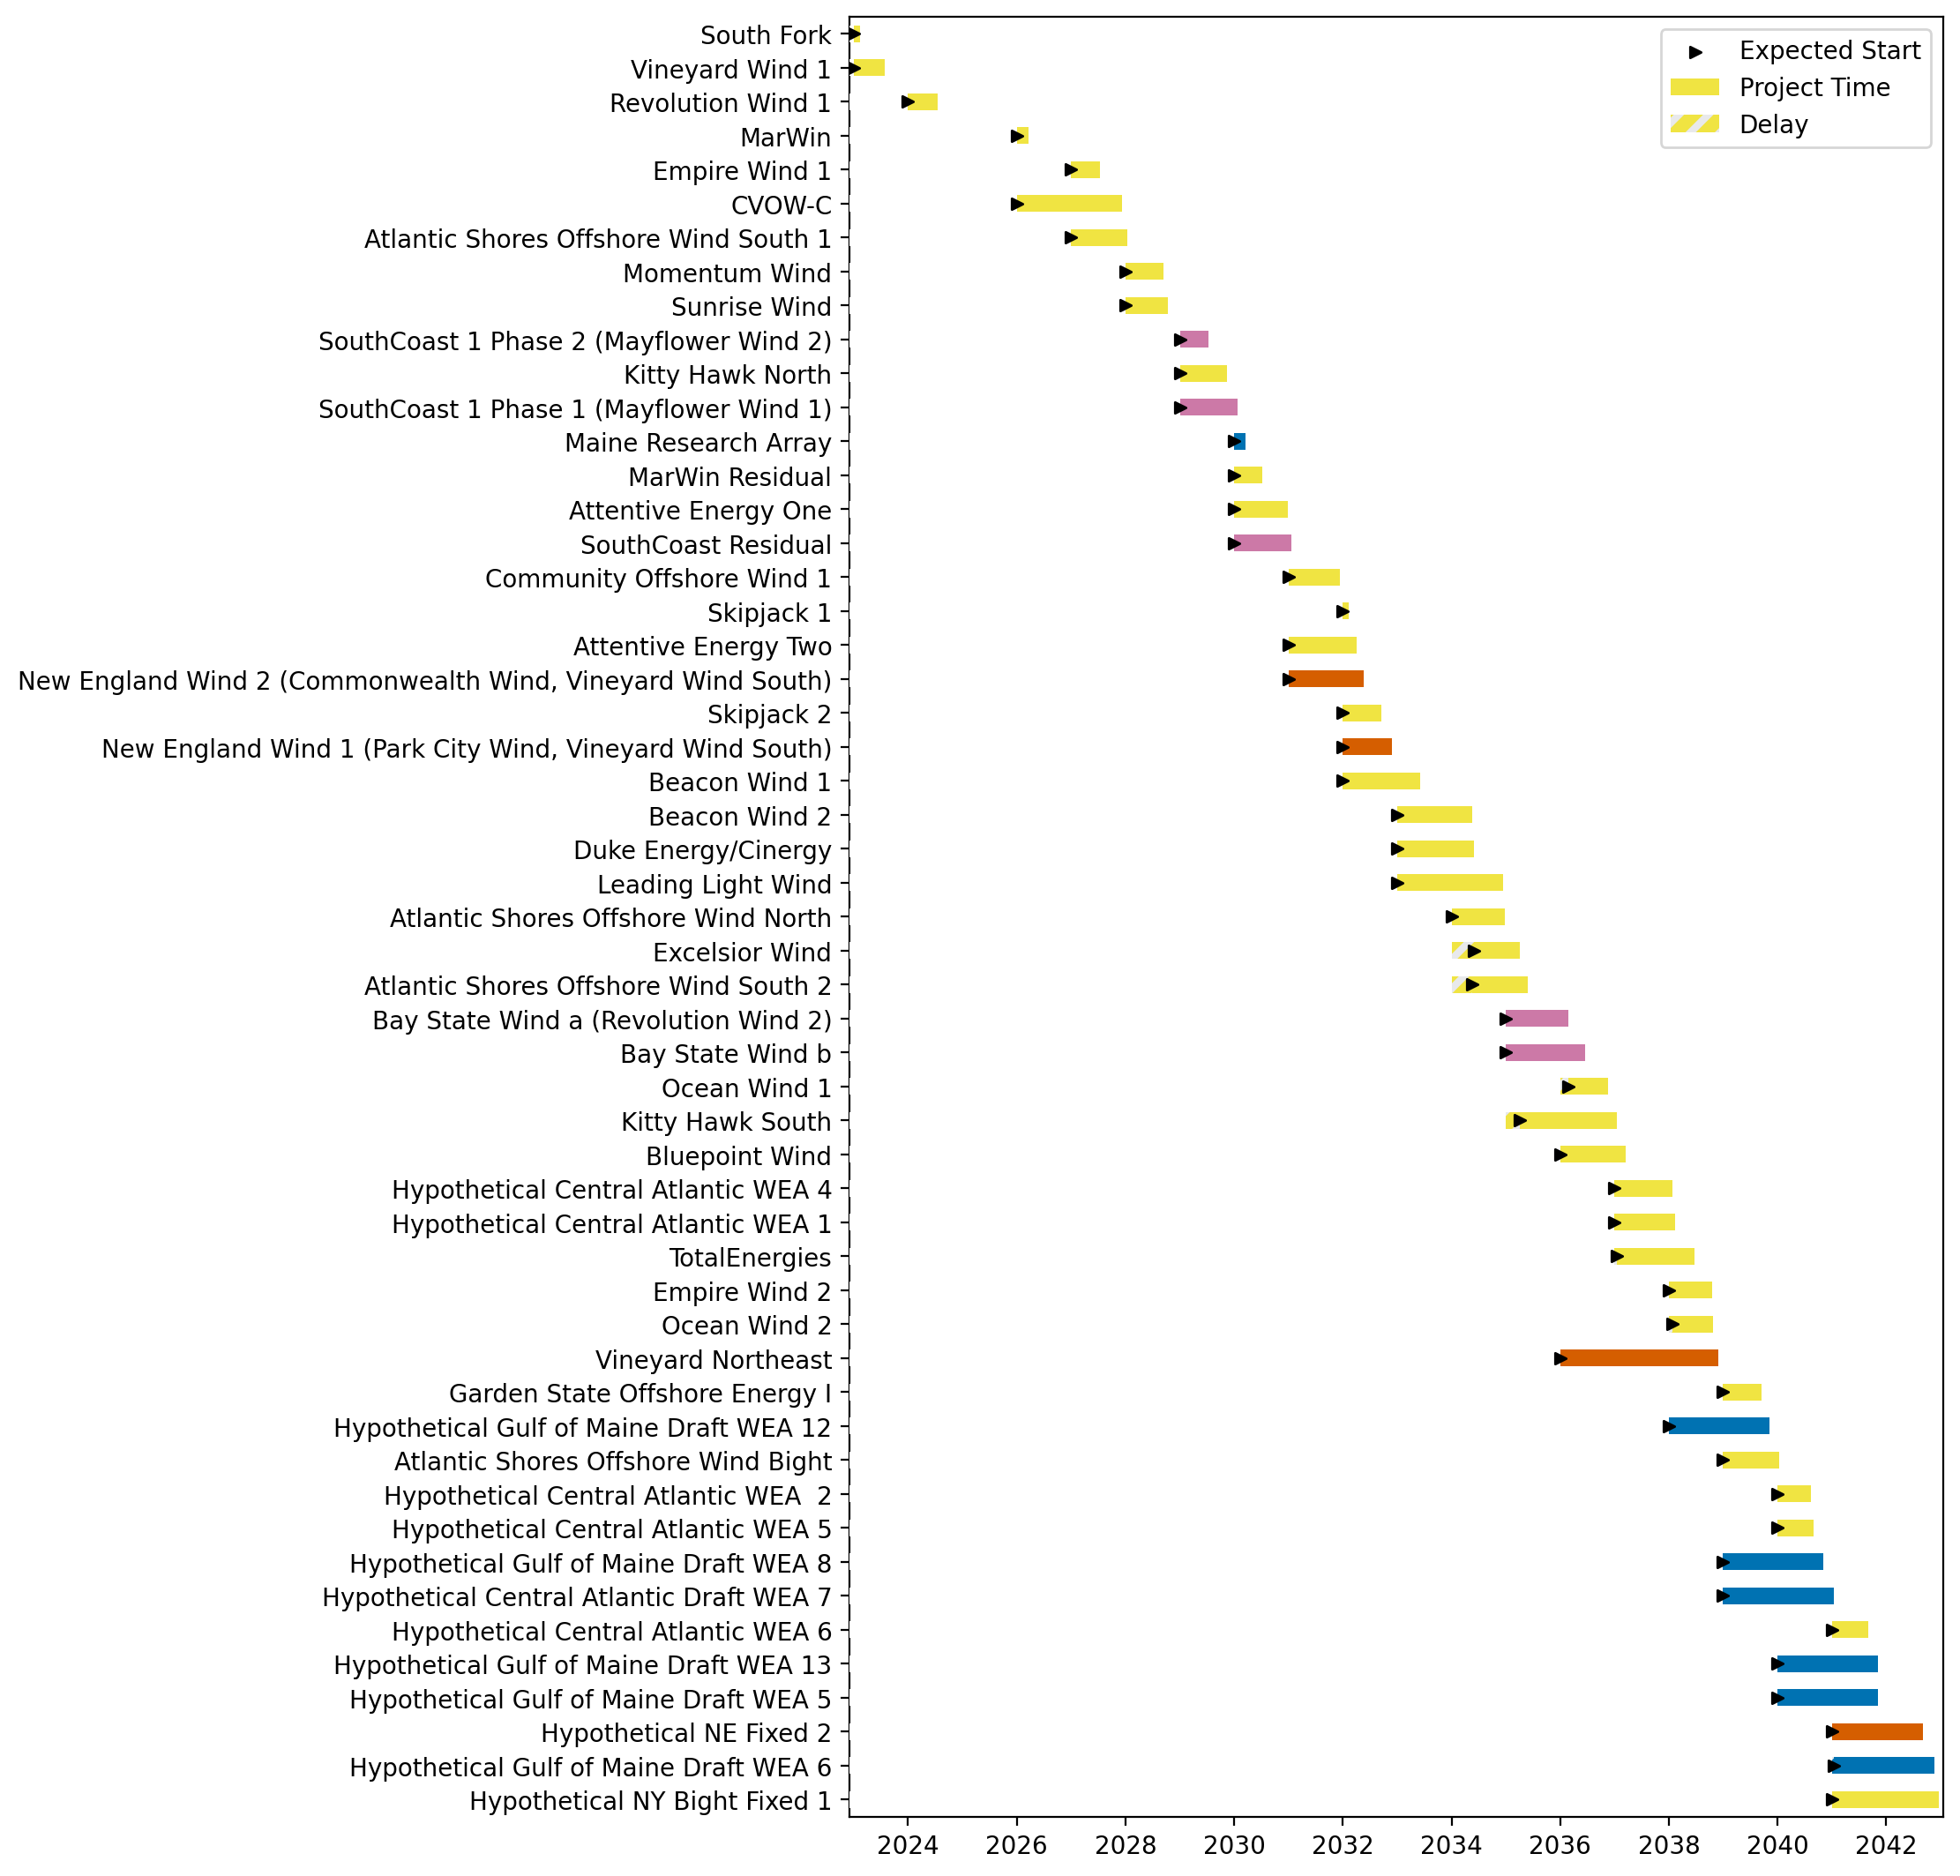 South Fork
Vineyard Wind 1
Revolution Wind 1
MarWin
Empire Wind 1
CVOW-C
Atlantic Shores Offshore Wind South 1
Momentum Wind
Sunrise Wind
SouthCoast 1 Phase 2 (Mayflower Wind 2)
Kitty Hawk North
SouthCoast 1 Phase 1 (Mayflower Wind 1)
Maine Research Array
MarWin Residual
Attentive Energy One
SouthCoast Residual
Community Offshore Wind 1
Skipjack 1
Attentive Energy Two
New England Wind 2 (Commonwealth Wind, Vineyard Wind South)
Skipjack 2
New England Wind 1 (Park City Wind, Vineyard Wind South)
Beacon Wind 1
Beacon Wind 2
Duke Energy/Cinergy
Leading Light Wind
Atlantic Shores Offshore Wind North
Excelsior Wind
Atlantic Shores Offshore Wind South 2
Bay State Wind a (Revolution Wind 2)
Bay State Wind b
Ocean Wind 1
Kitty Hawk South
Bluepoint Wind
Hypothetical Central Atlantic WEA 4
Hypothetical Central Atlantic WEA 1
TotalEnergies
Empire Wind 2
Ocean Wind 2
Vineyard Northeast
Garden State Offshore Energy I
Hypothetical Gulf of Maine Draft WEA 12
Atlantic Shores Offshore Wind Bight
Hypothetical Central Atlantic WEA  2
Hypothetical Central Atlantic WEA 5
Hypothetical Gulf of Maine Draft WEA 8
Hypothetical Central Atlantic Draft WEA 7
Hypothetical Central Atlantic WEA 6
Hypothetical Gulf of Maine Draft WEA 13
Hypothetical Gulf of Maine Draft WEA 5
Hypothetical NE Fixed 2
Hypothetical Gulf of Maine Draft WEA 6
Hypothetical NY Bight Fixed 1
Expected Start
Project Time
Delay
2024 2026 2028 2030 2032 2034 2036 2038 2040 2042